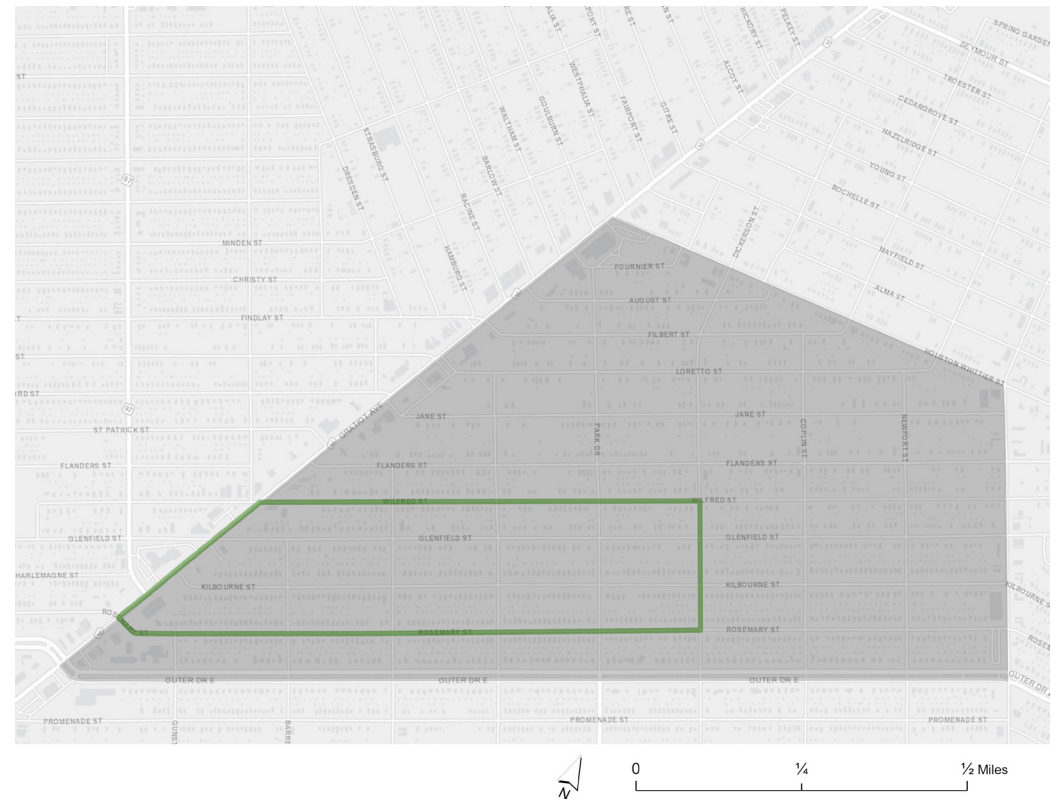 SPRING GARDEN
SEYMOUR ST
TROESTER ST
CEDARGROVE ST
HAZELRIDGE ST
YOUNG ST
ROCHELLE ST
MAYFIELD ST
ALMA ST
HICKORY ST
PELKEY ST
ALCOY ST
GITRE ST
FAIRPORT ST
WESTPHALIA ST
GOULBURN ST
WALTHAM ST
BARLOW ST
RACINE ST
HAMBURG ST
STRASBURG ST
DRESDEN ST
DICKERSON ST
97
MINDEN ST
CHRISTY ST
FINDLAY ST
FOURNIER ST
AUGUST ST
FILBERT ST
LORETTO ST
HOUSTON WHITTIER ST
97
ST PATRICK ST
GRATIOT AVE
JANE ST
JANE ST
PARK DR
COPLIN ST
NEWPORT ST
FLANDERS ST
FLANDERS ST
FLANDERS ST
WILFRED ST
WILFRED ST
GLENFIELD ST
GLENFIELD ST
GLENFIELD ST
HARLEMAGNE ST
KILBOURNE ST
KILBOURNE ST
KILBOURNE S
ROSEMARY ST
ROSEMARY ST
OUTER DR E
OUTER DR E
OUTER DR E
OUTER DR
PROMENADE ST
PROMENADE ST
PROMENADE ST
GUNST
BARRE
N
0 ¼ ½ Miles